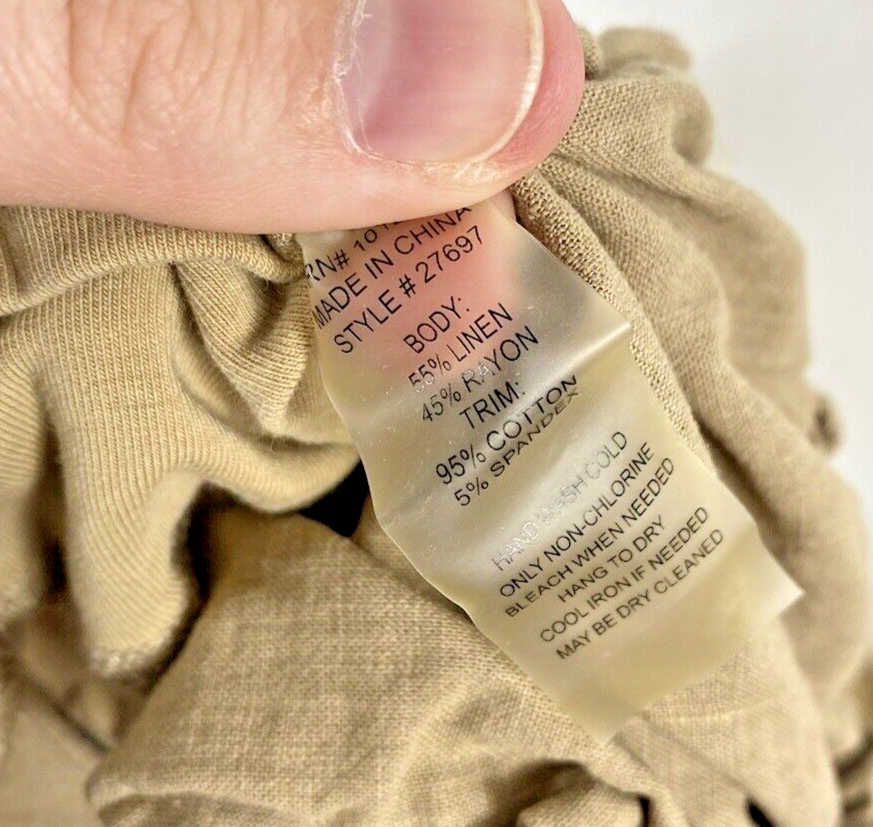 RN# 10
MADE IN CHINA
STYLE # 27697
BODY:
55% LINEN
45% RAYON
TRIM:
95% COTTON
5% SPANDEX
HAND WASH COLD
ONLY NON-CHLORINE
BLEACH WHEN NEEDED
HANG TO DRY
COOL IRON IF NEEDED
MAY BE DRY CLEANED